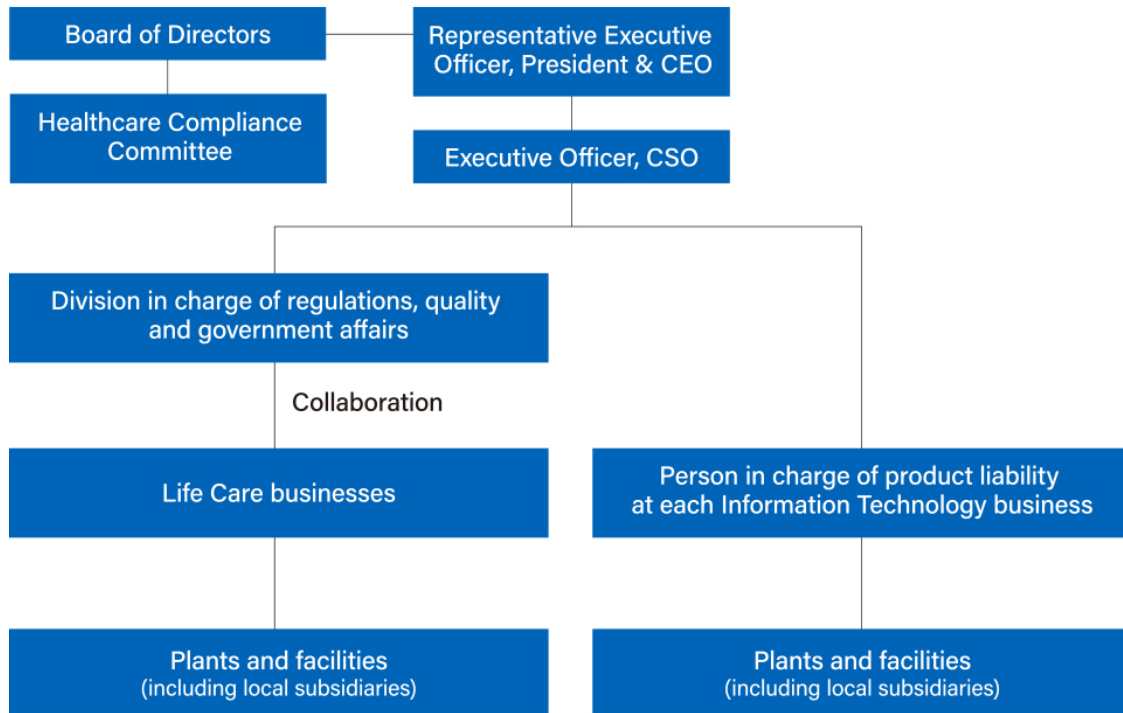 Board of Directors
Representative Executive
Officer, President & CEO
Healthcare Compliance
Committee
Executive Officer, CSO
Division in charge of regulations, quality
and government affairs
Collaboration
Life Care businesses
Person in charge of product liability
at each Information Technology business
Plants and facilities
(including local subsidiaries)
Plants and facilities
(including local subsidiaries)